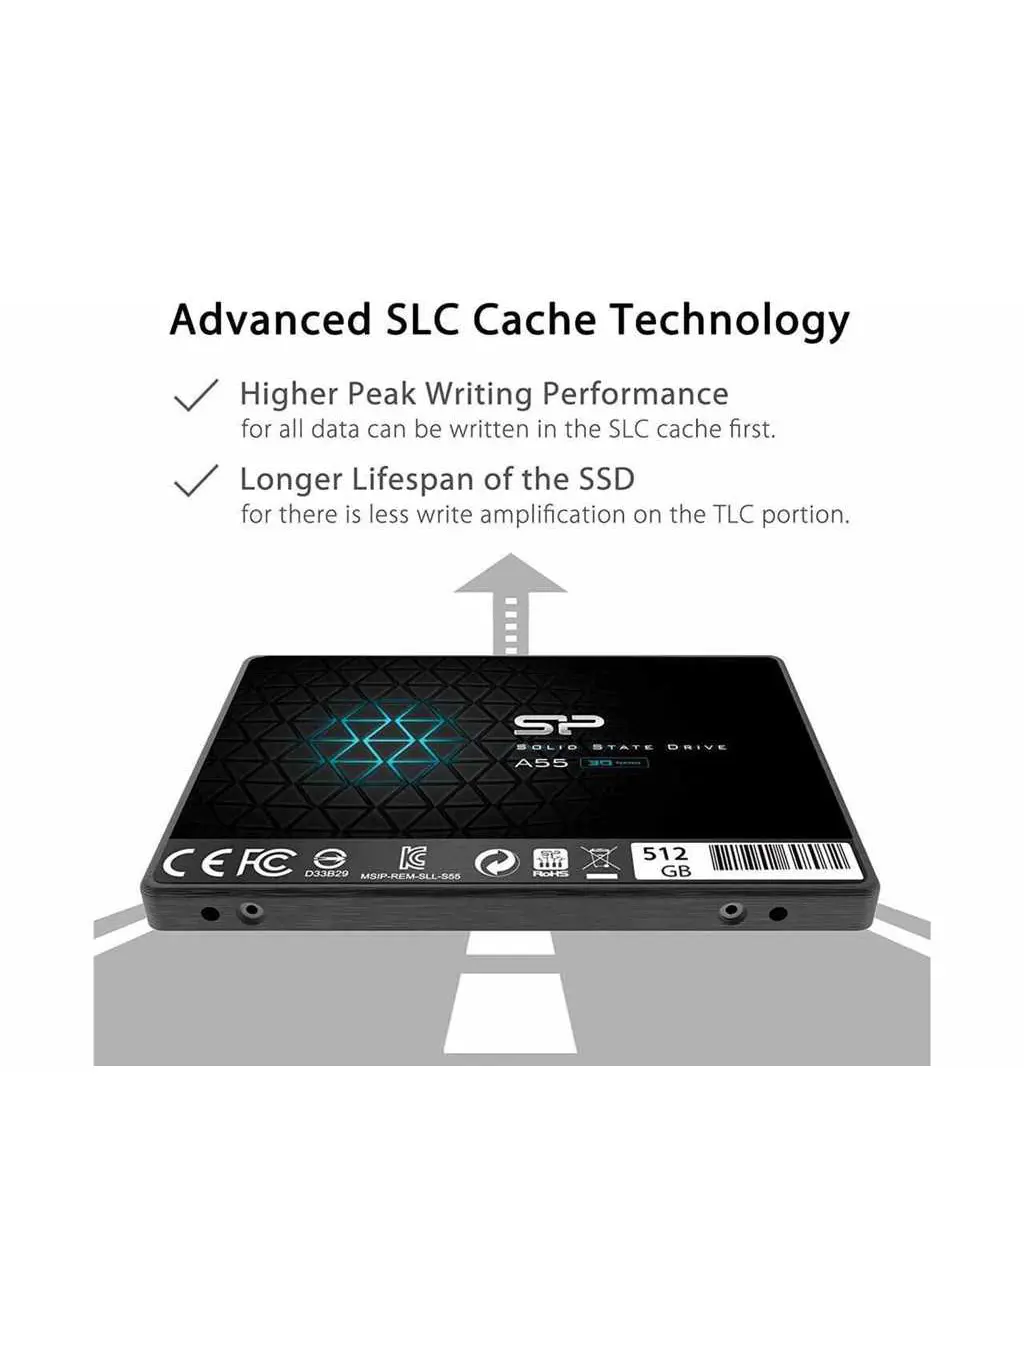 Advanced SLC Cache Technology
Higher Peak Writing Performance
for all data can be written in the SLC cache first.
Longer Lifespan of the SSD
for there is less write amplification on the TLC portion.
SP
SOLID STATE DRIVE
A55 3D
CE FC
D33B29
MSIP-REM-SLL-S55
RoHS
512
GB